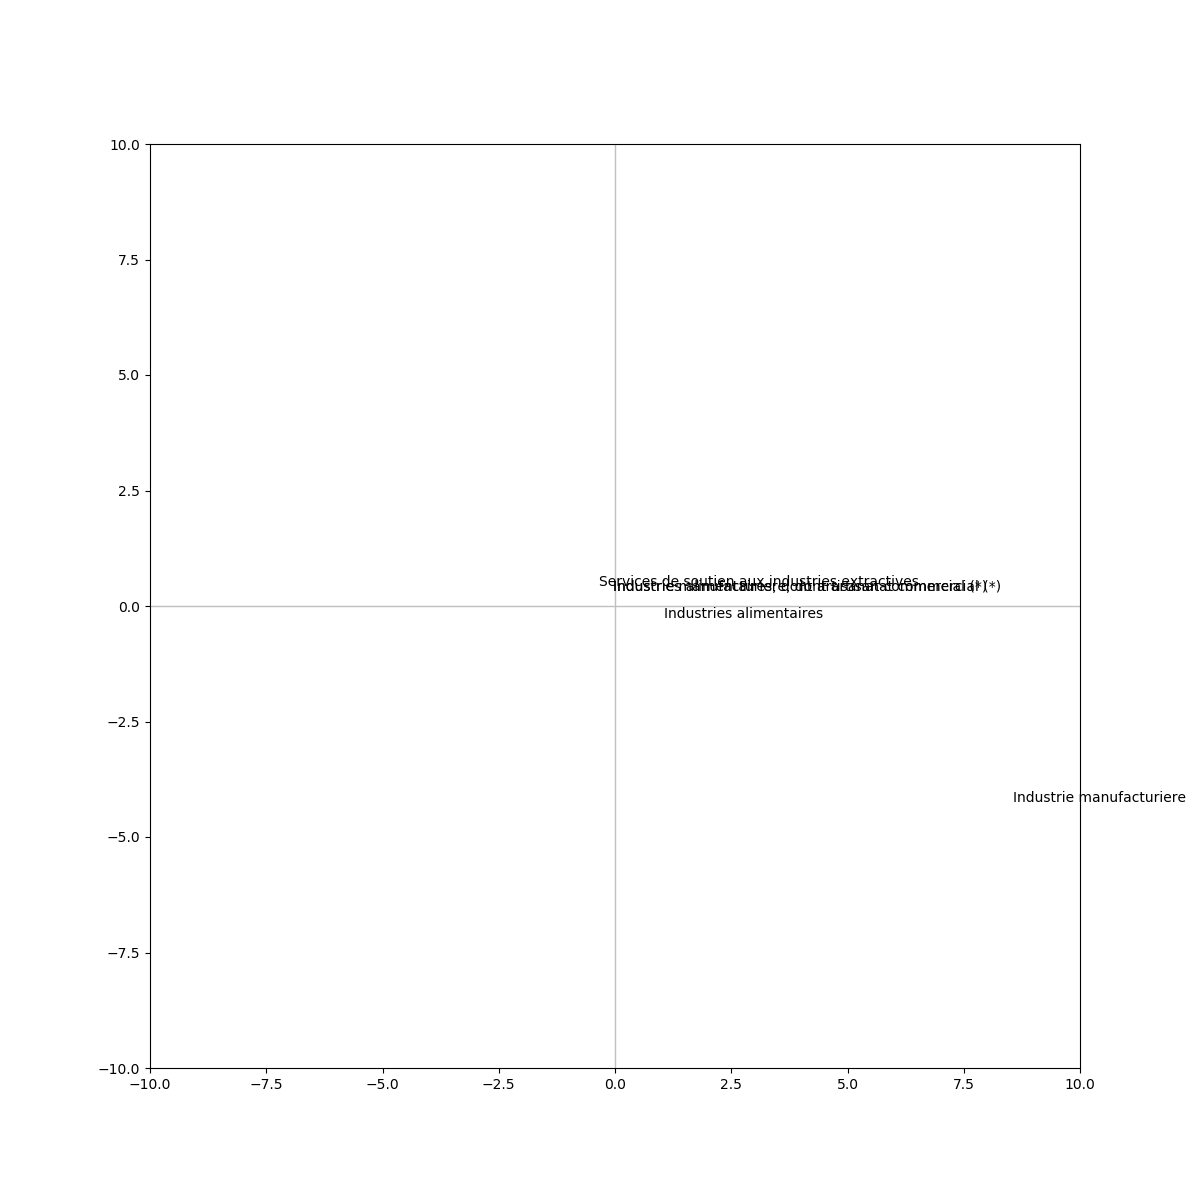 10.0
7.5
5.0
2.5
Services de soutien aux industries extractives
0.0
Industries alimentaires
−2.5
Industrie manufacturiere
−5.0
−7.5
−10.0
−10.0 −7.5 −5.0 −2.5 0.0 2.5 5.0 7.5 10.0